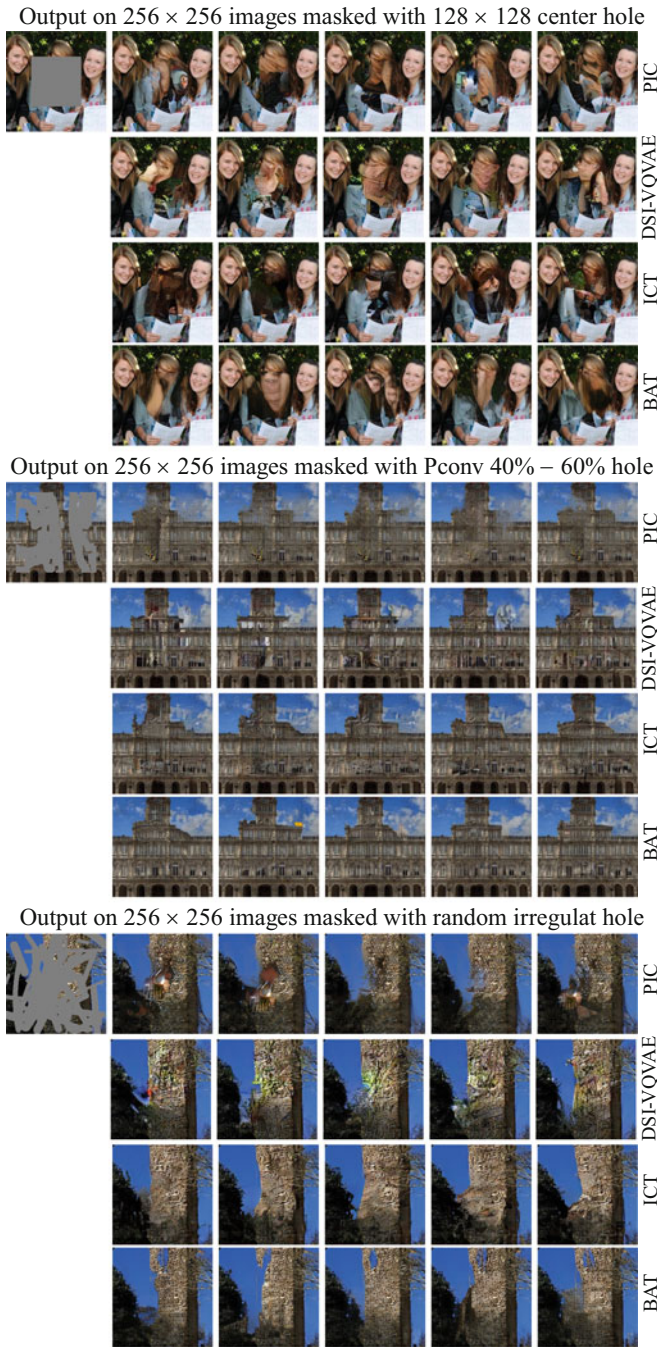 Output on 256 × 256 images masked with 128 × 128 center hole
PIC
DSI-VQVAE
ICT
BAT
Output on 256 × 256 images masked with Pconv 40% – 60% hole
PIC
DSI-VQVAE
ICT
BAT
Output on 256 × 256 images masked with random irregulat hole
PIC
DSI-VQVAE
ICT
BAT